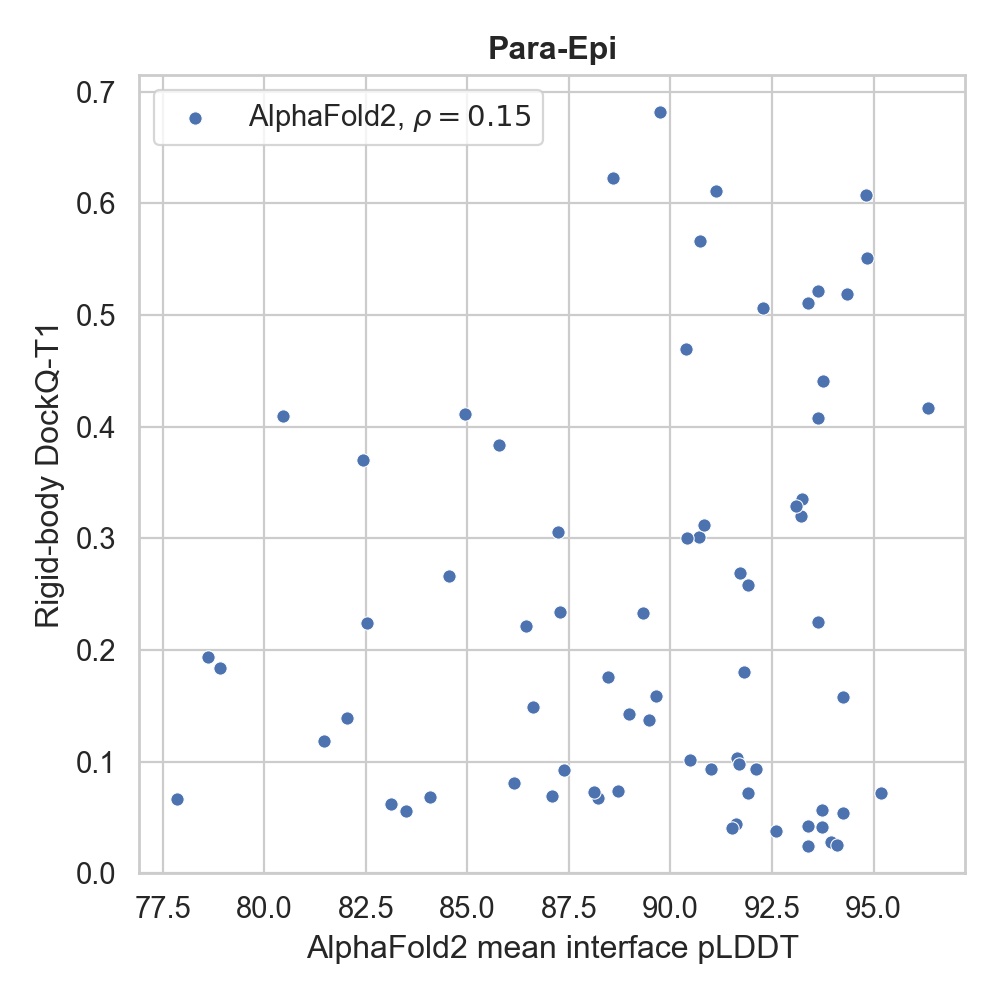 Para-Epi
AlphaFold2, ρ = 0.15
Rigid-body DockQ-T1
0.7
0.6
0.5
0.4
0.3
0.2
0.1
0.0
77.5 80.0 82.5 85.0 87.5 90.0 92.5 95.0
AlphaFold2 mean interface pLDDT